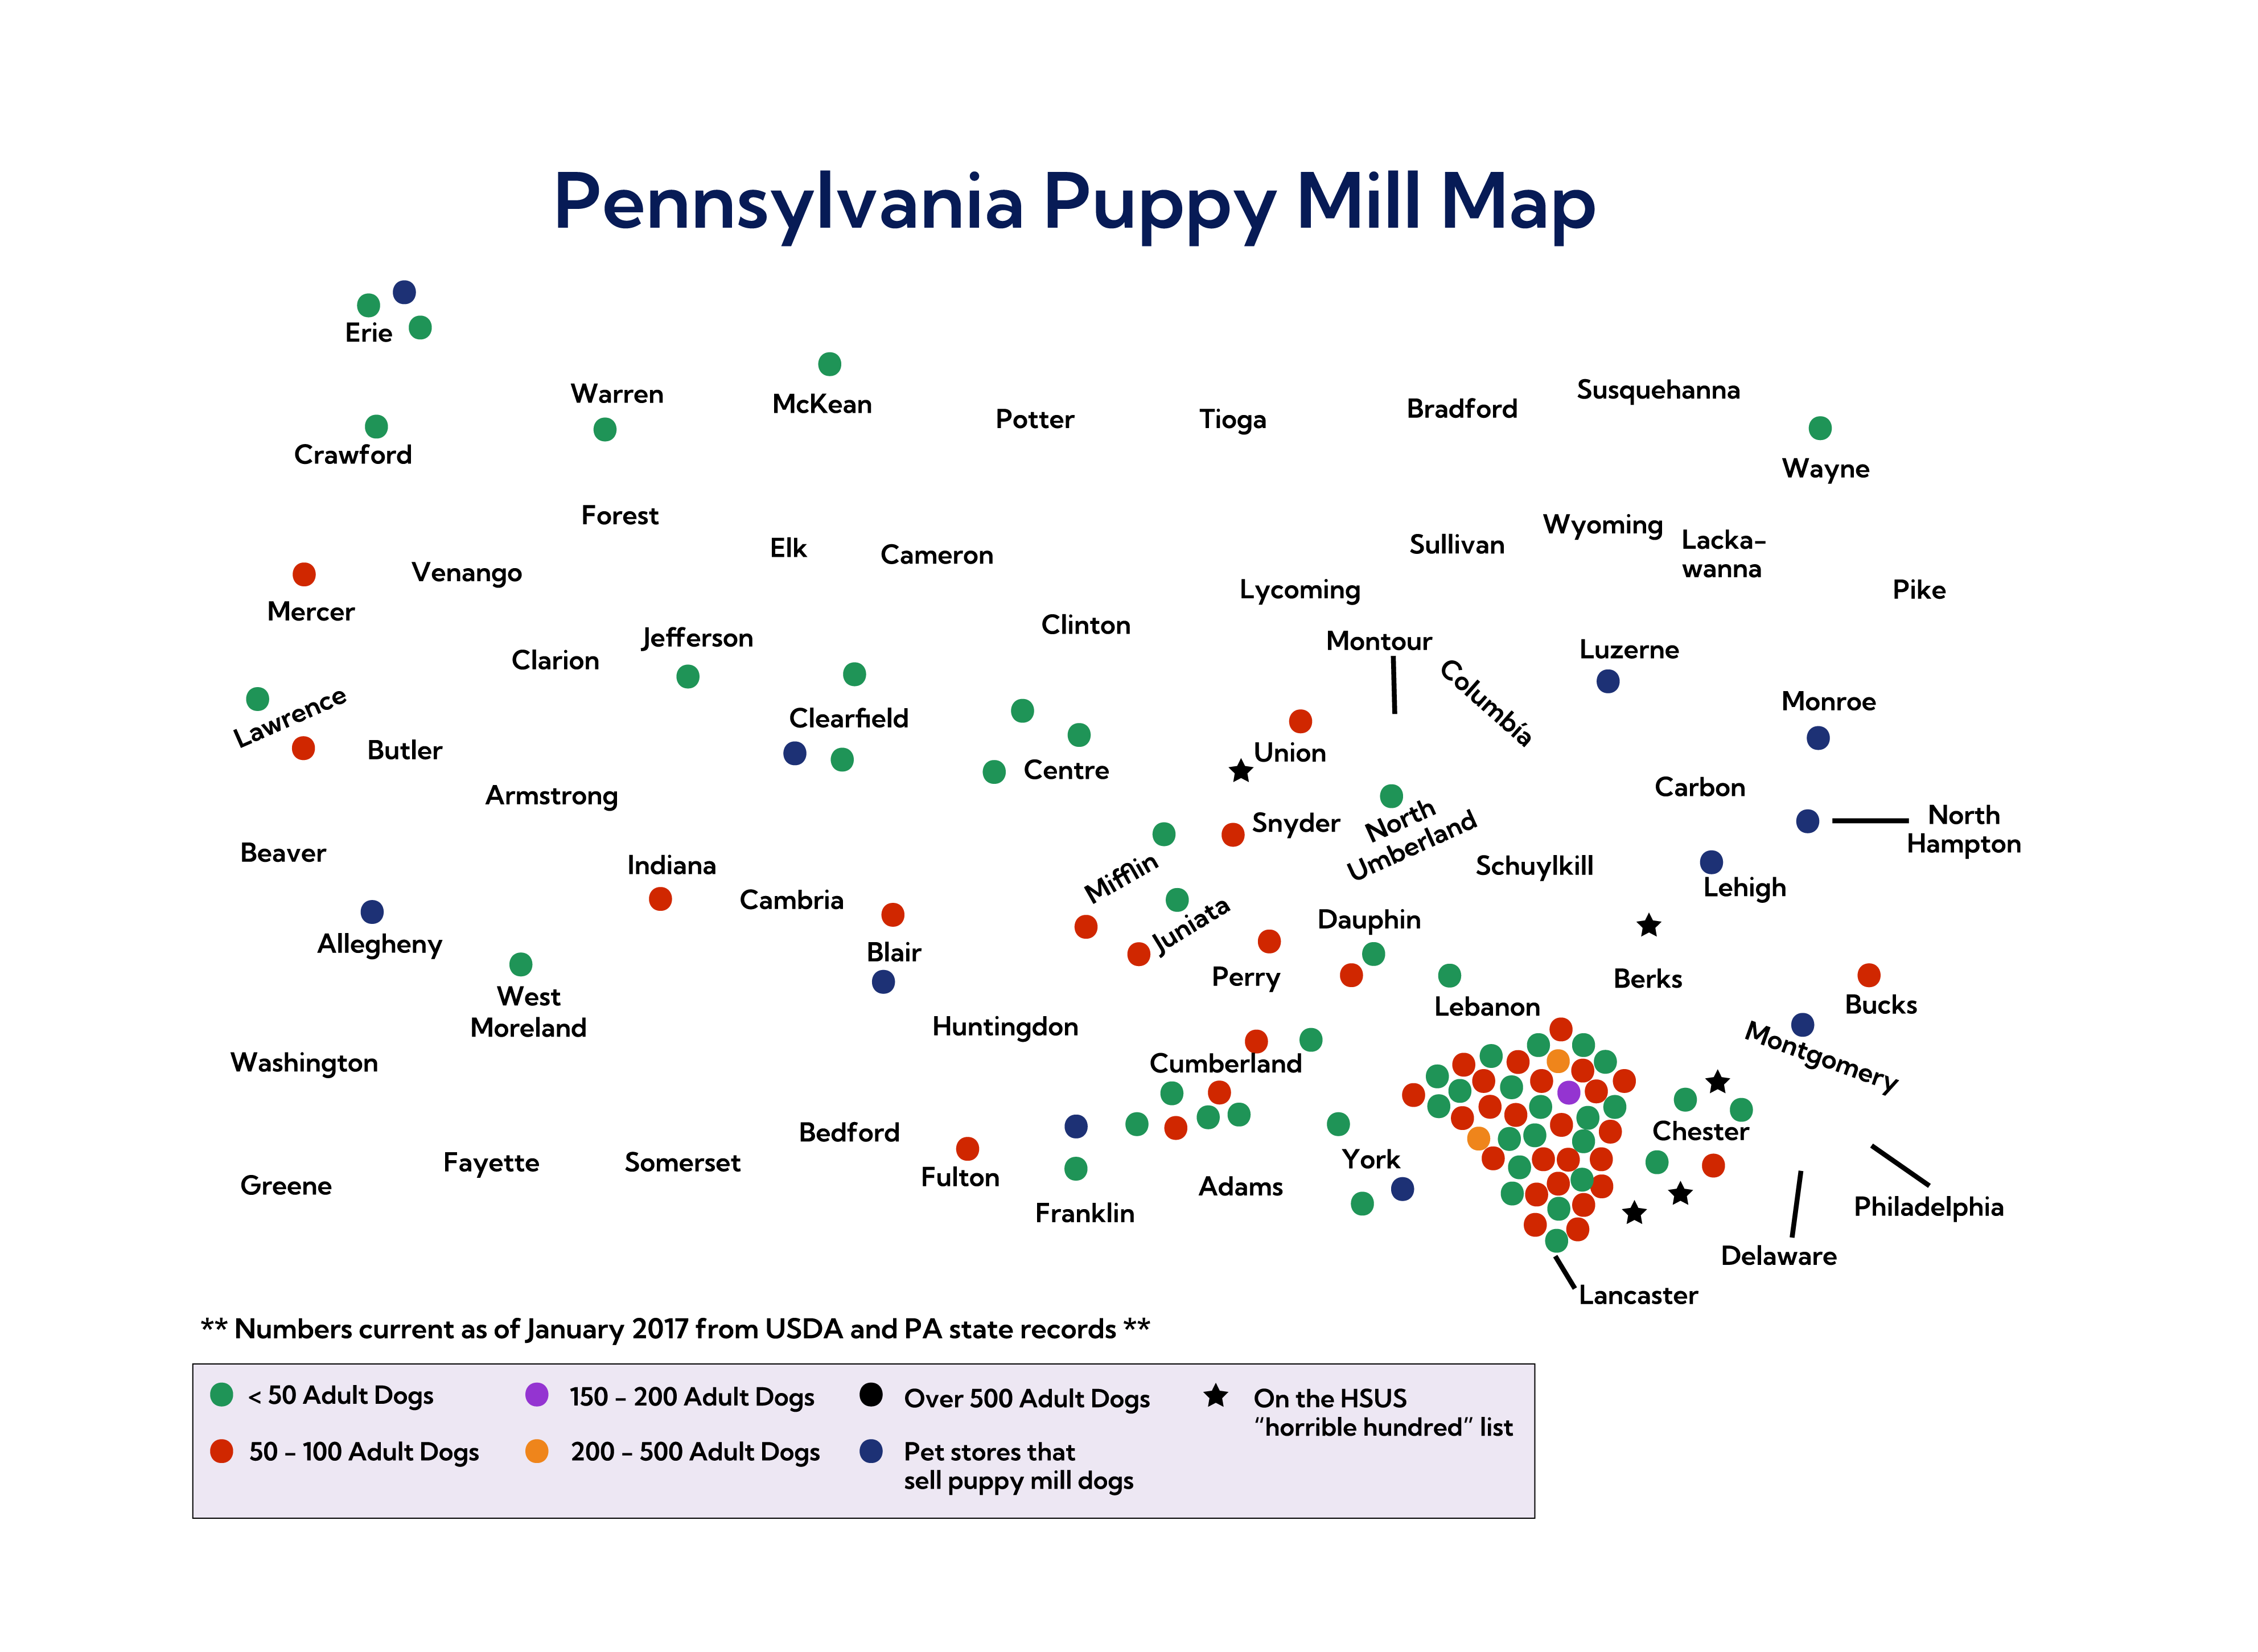 Pennsylvania Puppy Mill Map
Erie
Warren
McKean
Susquehanna
Bradford
Potter
Tioga
Crawford
Wayne
Forest
Wyoming
Elk
Cameron
Sullivan
Lacka-
wanna
Venango
Lycoming
Pike
Mercer
Clinton
Jefferson
Montour
Luzerne
Clarion
Columbía
Monroe
Lawrence
Clearfield
Butler
Union
Centre
Carbon
Armstrong
North
Hampton
Snyder
North
Umberland
Beaver
Indiana
Schuylkill
Mifflin
Lehigh
Cambria
Juniata
Dauphin
Allegheny
Blair
Perry
Berks
West
Moreland
Lebanon
Bucks
Huntingdon
Montgomery
Washington
Cumberland
Bedford
Chester
Fayette
Somerset
York
Fulton
Greene
Adams
Franklin
Philadelphia
Delaware
Lancaster
** Numbers current as of January 2017 from USDA and PA state records **
< 50 Adult Dogs
150 - 200 Adult Dogs
Over 500 Adult Dogs
On the HSUS
“horrible hundred” list
50 - 100 Adult Dogs
200 - 500 Adult Dogs
Pet stores that
sell puppy mill dogs